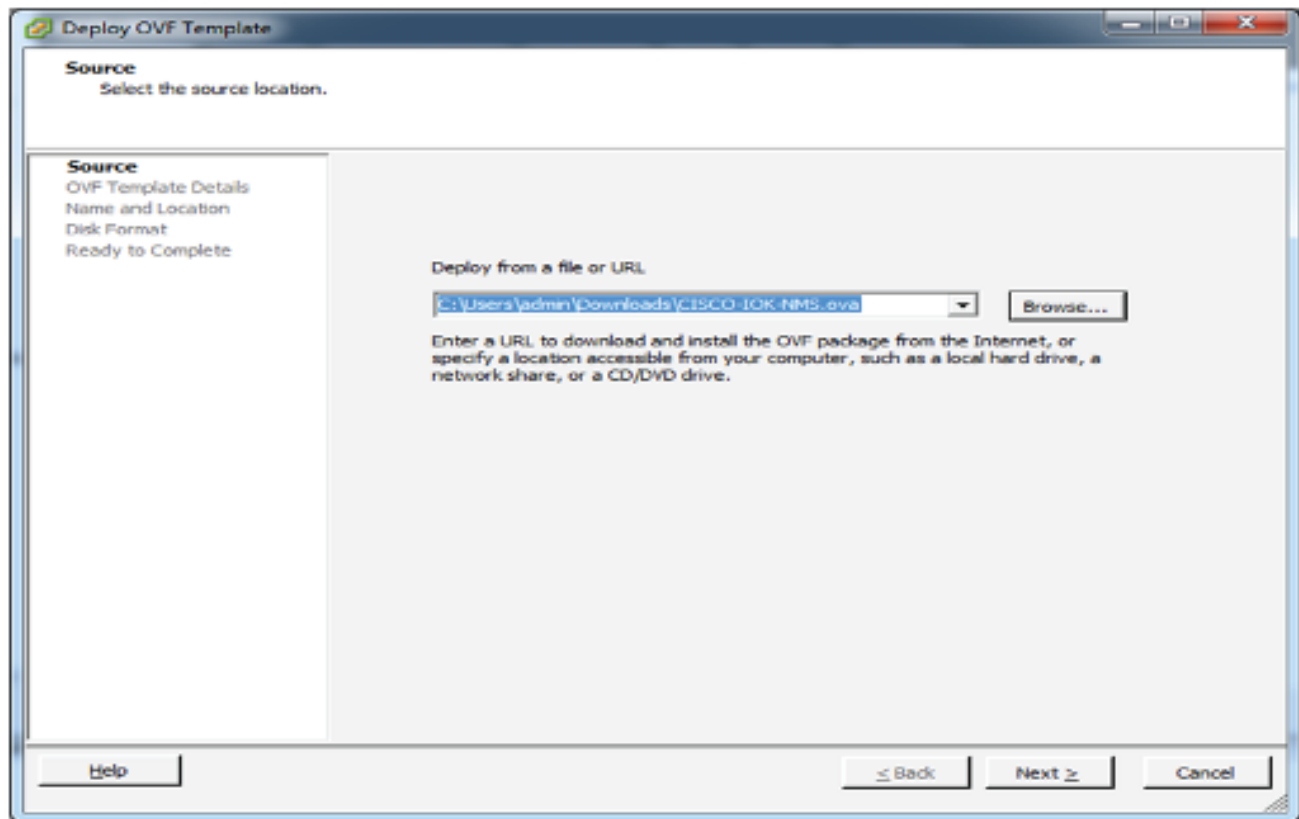 Deploy OVF Template
Source
Select the source location.
Source
OVF Template Details
Name and Location
Disk Format
Ready to Complete
Deploy from a file or URL
C:\Users\admin\Downloads\CISCO-IOK-NMS.ova
Browse...
Enter a URL to download and install the OVF package from the Internet, or
specify a location accessible from your computer, such as a local hard drive, a
network share, or a CD/DVD drive.
Help
< Back
Next >
Cancel